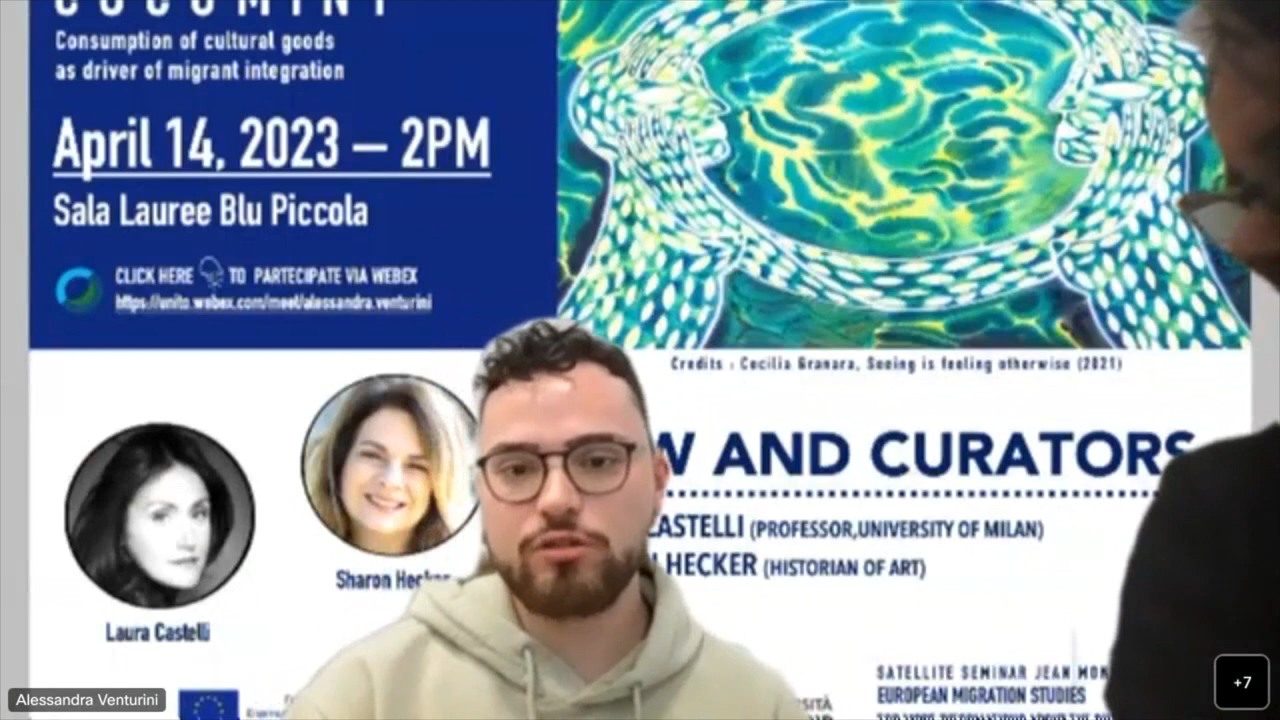 Consumption of cultural goods
as driver of migrant integration
April 14, 2023 – 2PM
Sala Lauree Blu Piccola
CLICK HERE TO PARTECIPATE VIA WEBEX
https://unito.webex.com/meet/alessandra.venturini
Credits : Cecilia Granara, Seeing is feeling otherwise (2021)
W AND CURATORS
CASTELLI (PROFESSOR,UNIVERSITY OF MILAN)
HECKER (HISTORIAN OF ART)
Sharon Hecker
Laura Castelli
SATELLITE SEMINAR JEAN MON
EUROPEAN MIGRATION STUDIES
Alessandra Venturini
+7